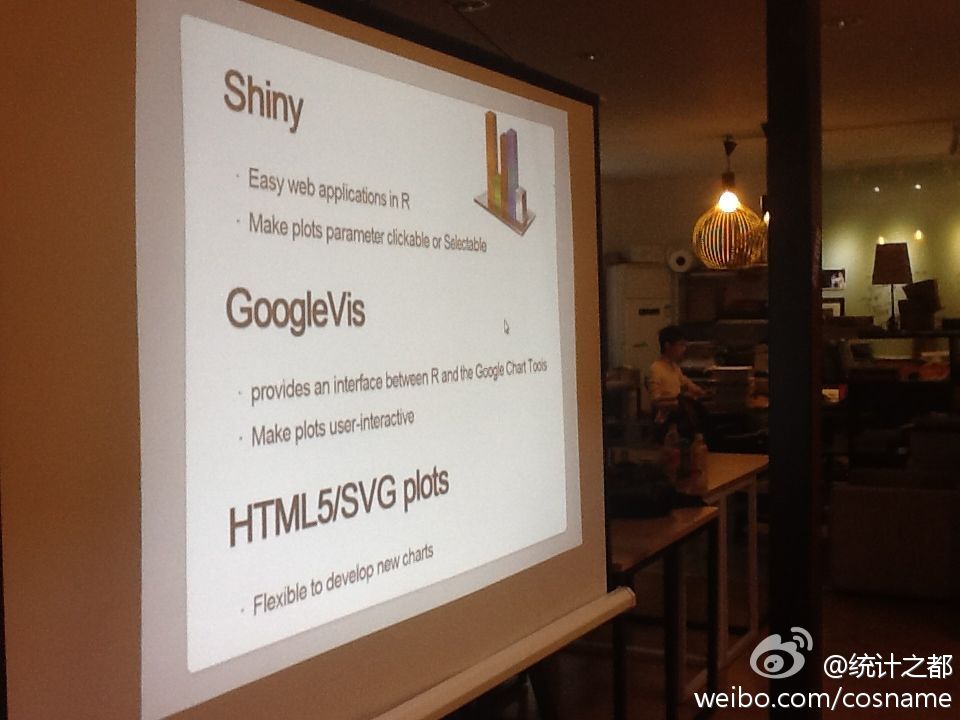 Shiny
· Easy web applications in R
· Make plots parameter clickable or Selectable
GoogleVis
· provides an interface between R and the Google Chart Tools
· Make plots user-interactive
HTML5/SVG plots
· Flexible to develop new charts
@统计之都
weibo.com/cosname